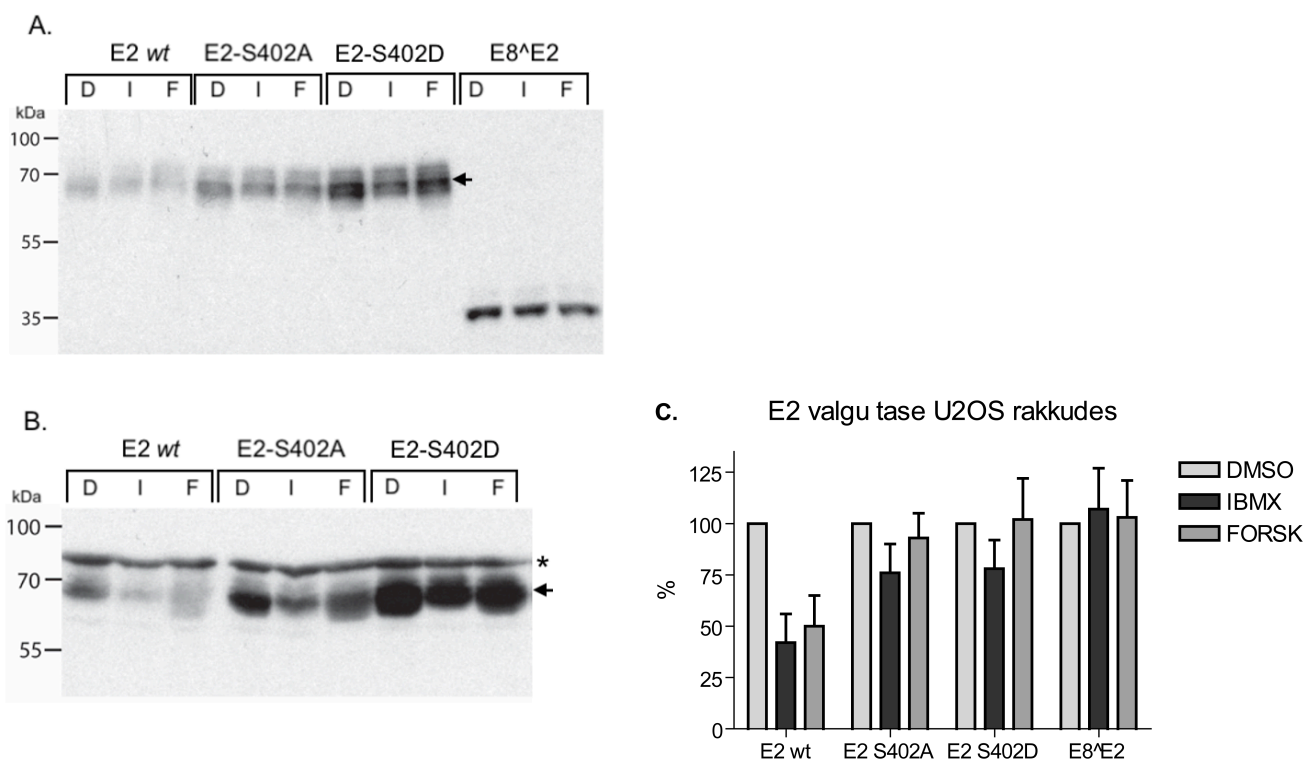 A.
E2 wt E2-S402A E2-S402D E8^E2
D I F D I F D I F D I F
kDa
100
70
55
35
B.
E2 wt E2-S402A E2-S402D
D I F D I F D I F
kDa
100
70
55
*
C. E2 valgu tase U2OS rakkudes
%
125
100
75
50
25
0
E2 wt E2 S402A E2 S402D E8^E2
DMSO
IBMX
FORSK